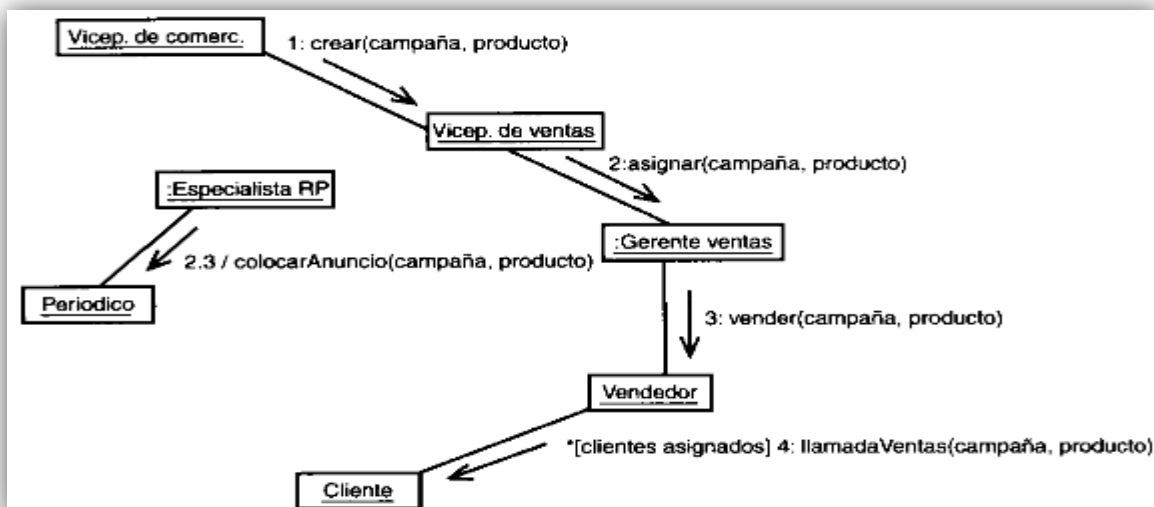 Vicep. de comerc.
1: crear(campaña, producto)
Vicep. de ventas
2:asignar(campaña, producto)
:Especialista RP
:Gerente ventas
2.3 / colocarAnuncio(campaña, producto)
Periodico
3: vender(campaña, producto)
Vendedor
*[clientes asignados] 4: llamadaVentas(campaña, producto)
Cliente